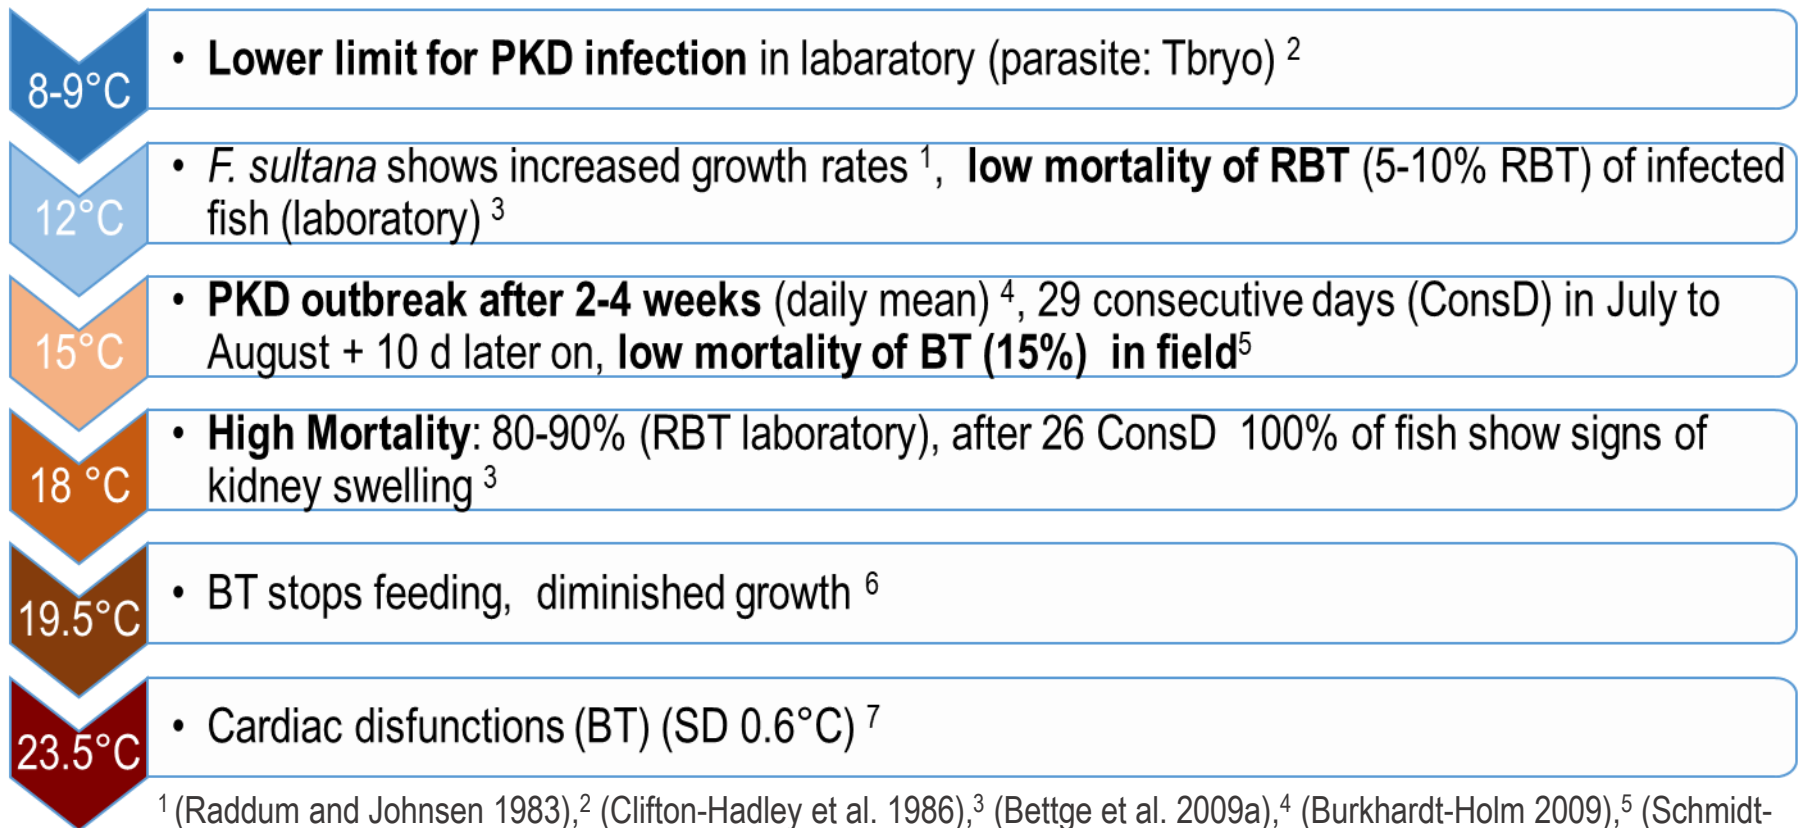 8-9°C
• Lower limit for PKD infection in labaratory (parasite: Tbryo) ²
12°C
• F. sultana shows increased growth rates ¹, low mortality of RBT (5-10% RBT) of infected
fish (laboratory) ³
15°C
• PKD outbreak after 2-4 weeks (daily mean) ⁴, 29 consecutive days (ConsD) in July to
August + 10 d later on, low mortality of BT (15%) in field⁵
18 °C
• High Mortality: 80-90% (RBT laboratory), after 26 ConsD 100% of fish show signs of
kidney swelling ³
19.5°C
• BT stops feeding, diminished growth ⁶
23.5°C
• Cardiac disfunctions (BT) (SD 0.6°C) ⁷
¹ (Raddum and Johnsen 1983),² (Clifton-Hadley et al. 1986),³ (Bettge et al. 2009a),⁴ (Burkhardt-Holm 2009),⁵ (Schmidt-